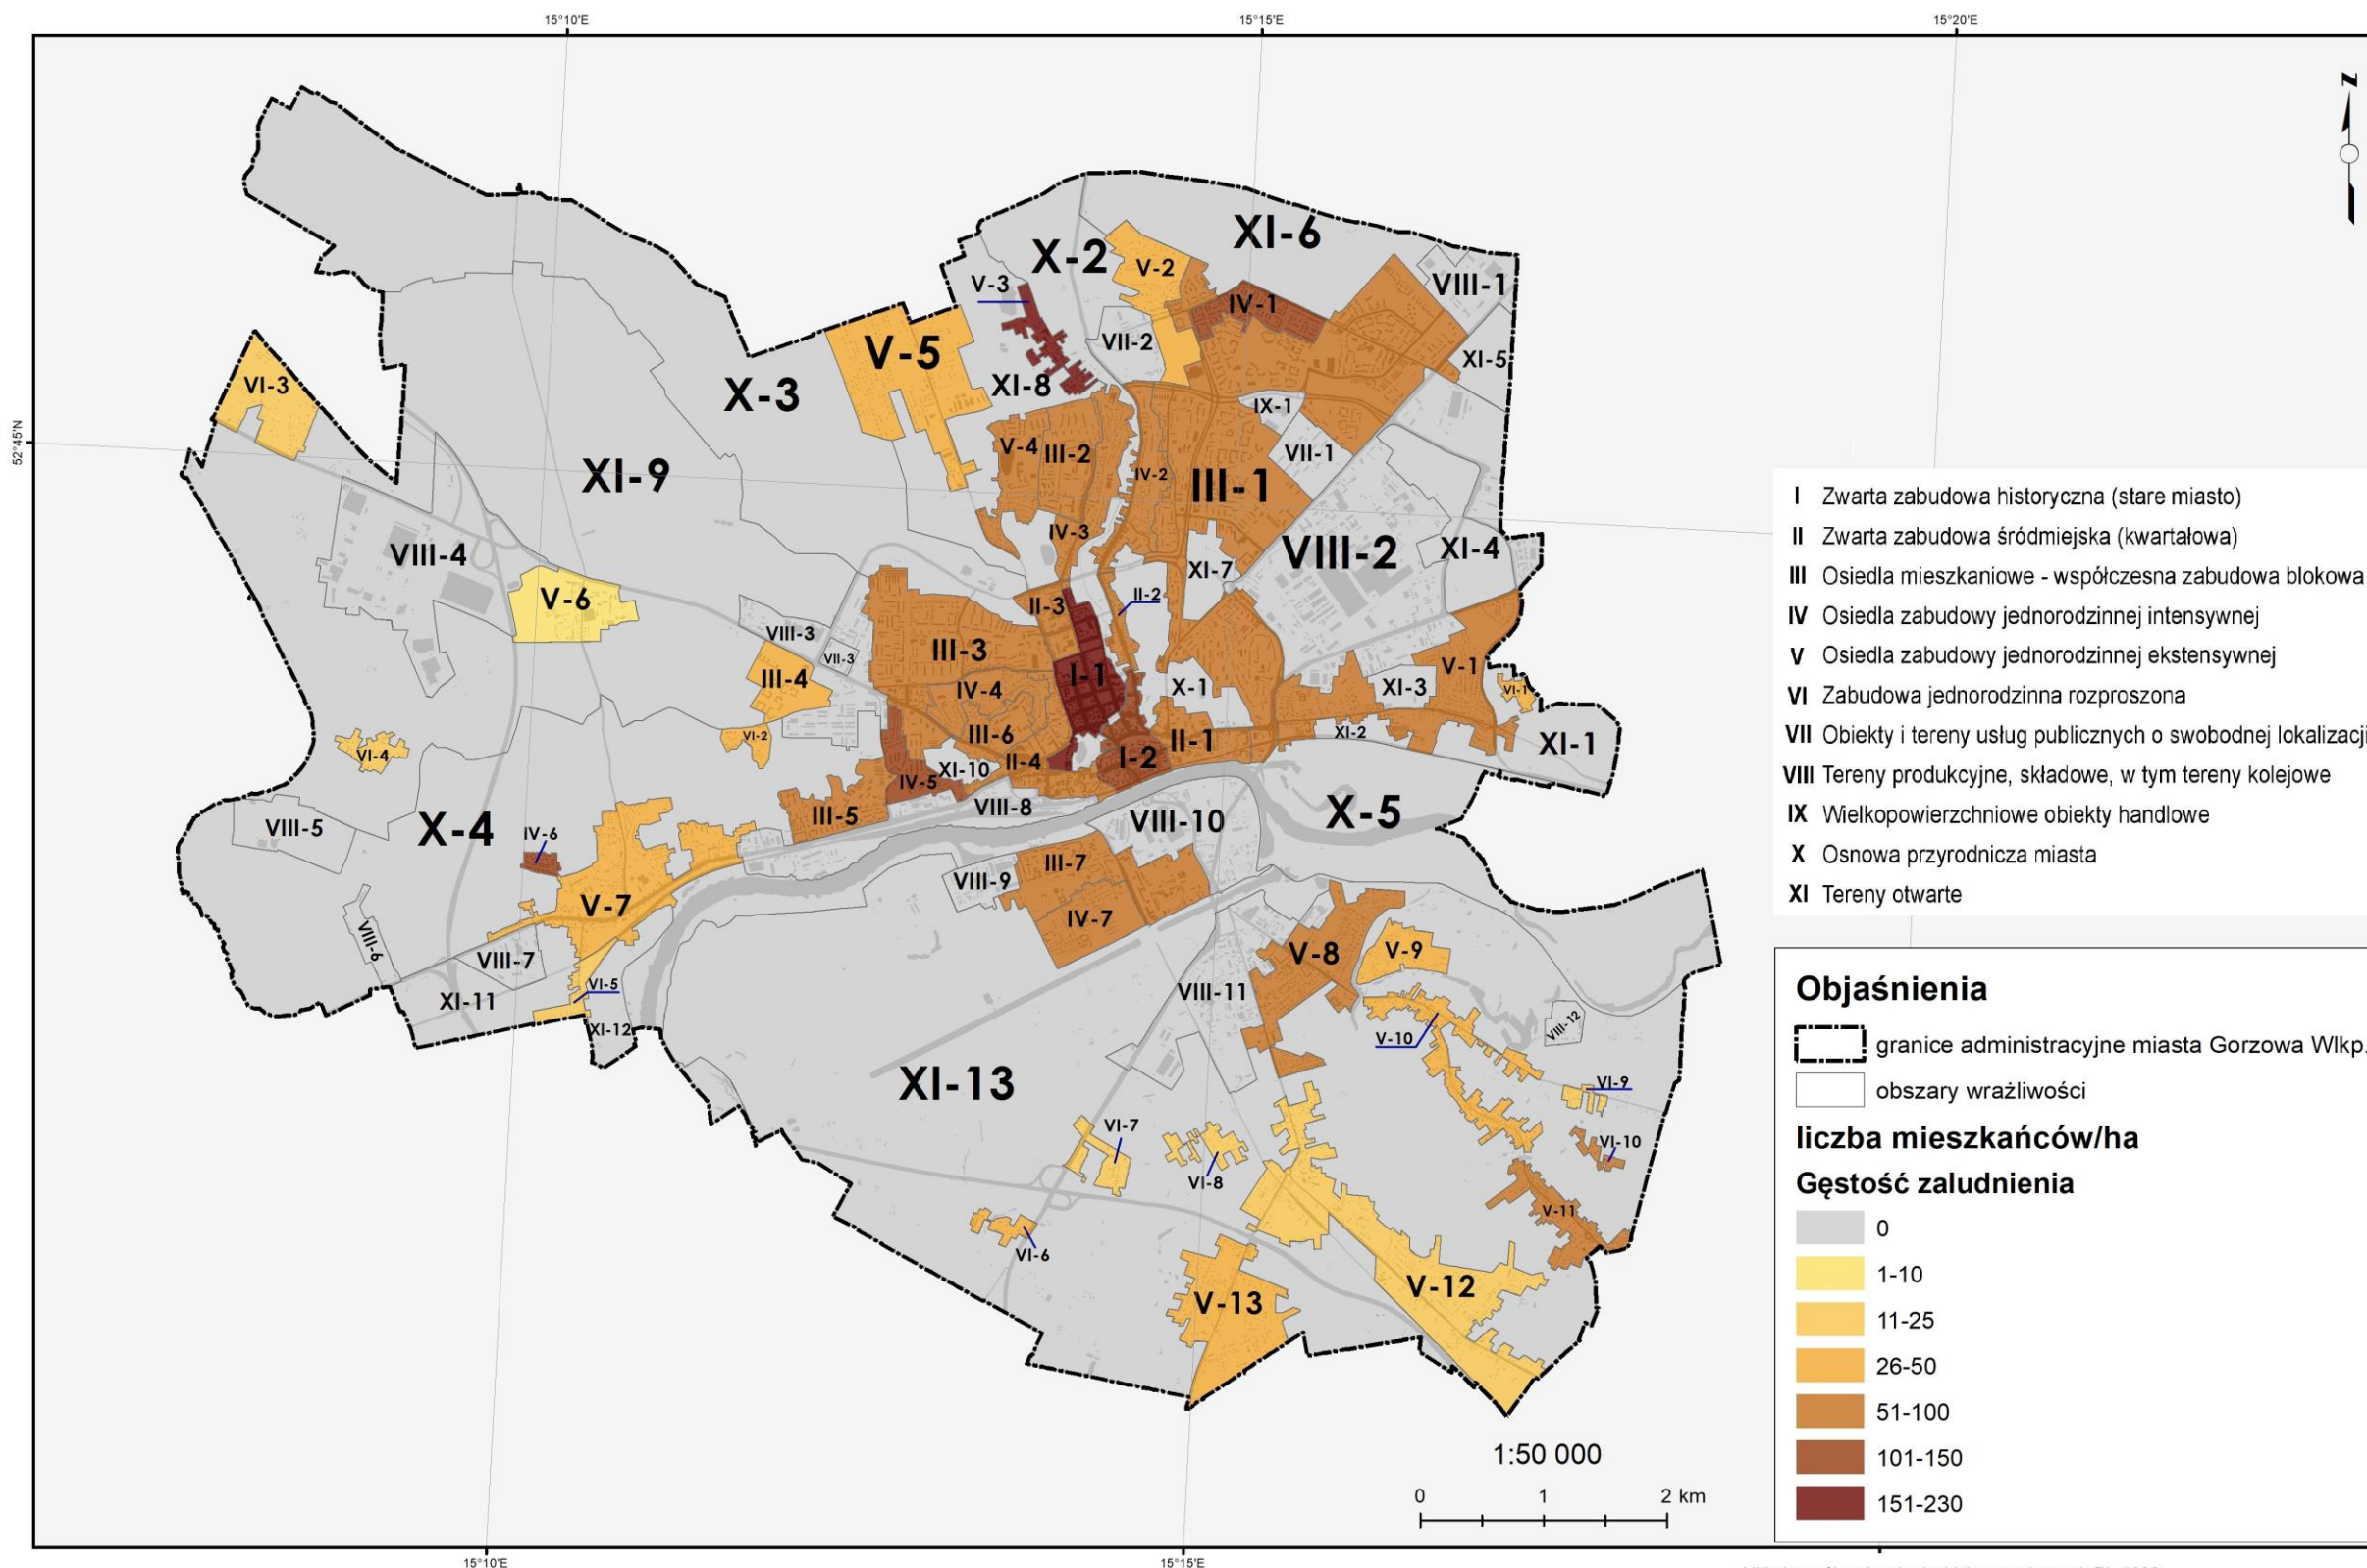 15°10'E
15°15'E
15°20'E
N
52°45'N
XI-6
X-2
V-2
V-3
VIII-1
IV-1
VII-2
V-5
XI-5
VI-3
XI-8
X-3
IX-1
V-4
III-2
VII-1
XI-9
IV-2
III-1
IV-3
VIII-4
VIII-2
XI-4
XI-7
V-6
II-2
II-3
VIII-3
III-3
VII-3
V-1
III-4
I-1
X-1
XI-3
VI-1
IV-4
VI-2
III-6
II-1
XI-2
XI-1
VI-4
I-2
II-4
XI-10
IV-5
VIII-8
III-5
X-5
VIII-10
VIII-5
X-4
IV-6
III-7
VIII-9
V-7
IV-7
VIII-6
V-8
V-9
VIII-7
VI-5
VIII-11
XI-11
XI-12
VIII-12
V-10
XI-13
VI-9
VI-7
VI-10
VI-8
V-11
VI-6
V-12
V-13
I Zwarta zabudowa historyczna (stare miasto)
II Zwarta zabudowa śródmiejska (kwartałowa)
III Osiedla mieszkaniowe - współczesna zabudowa blokowa
IV Osiedla zabudowy jednorodzinnej intensywnej
V Osiedla zabudowy jednorodzinnej ekstensywnej
VI Zabudowa jednorodzinna rozproszona
VII Obiekty i tereny usług publicznych o swobodnej lokalizacji
VIII Tereny produkcyjne, składowe, w tym tereny kolejowe
IX Wielkopowierzchniowe obiekty handlowe
X Osnowa przyrodnicza miasta
XI Tereny otwarte
Objaśnienia
granice administracyjne miasta Gorzowa Wlkp.
obszary wrażliwości
liczba mieszkańców/ha
Gęstość zaludnienia
0
1-10
11-25
26-50
51-100
101-150
151-230
1:50 000
0 1 2 km
15°10'E
15°15'E